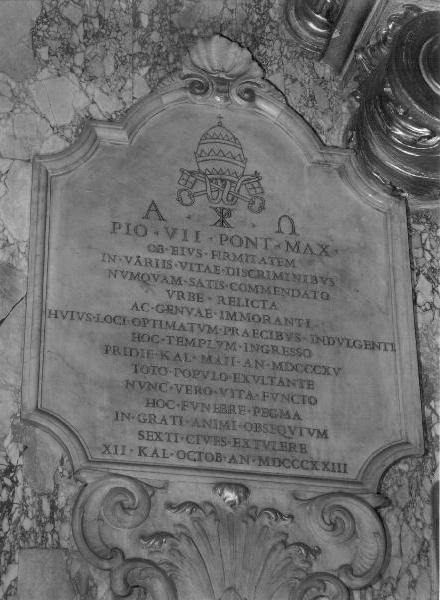 A ☧ Ω
PIO · VII · PONT · MAX
OB · EIVS · FIRMITATEM
IN · VARIIS · VITAE · DISCRIMINIBVS
NVMQVAM · SATIS · COMMENDATO
VRBE · RELICTA
AC · GENVAE · IMMORANTI
HVIVS · LOCI · OPTIMATVM · PRAECIBVS · INDVLGENTI
HOC · TEMPLVM · INGRESSO
PRIDIE · KAL · MAII · AN · MDCCCXV
TOTO · POPVLO · EXVLTANTE
NVNC · VERO · VITA · FVNCTO
HOC · FVNEBRE · PEGMA
IN · GRATI · ANIMI · OBSEQVIVM
SEXTI · CIVES · EXTVLERE
XII · KAL · OCTOB · AN · MDCCCXXIII